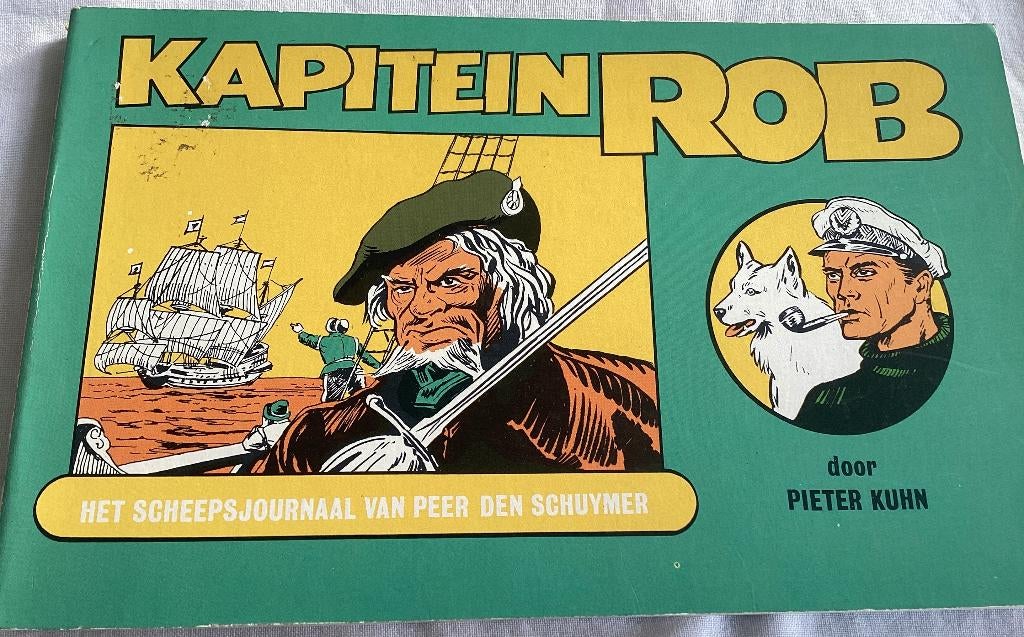 KAPITEIN ROB
HET SCHEEPSJOURNAAL VAN PEER DEN SCHUYMER
door
PIETER KUHN